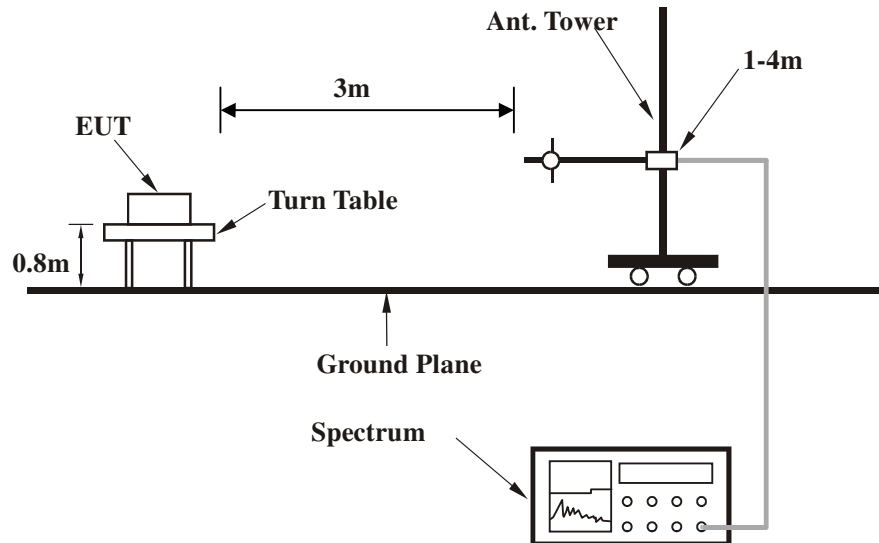 Ant. Tower
1-4m
3m
EUT
Turn Table
0.8m
Ground Plane
Spectrum